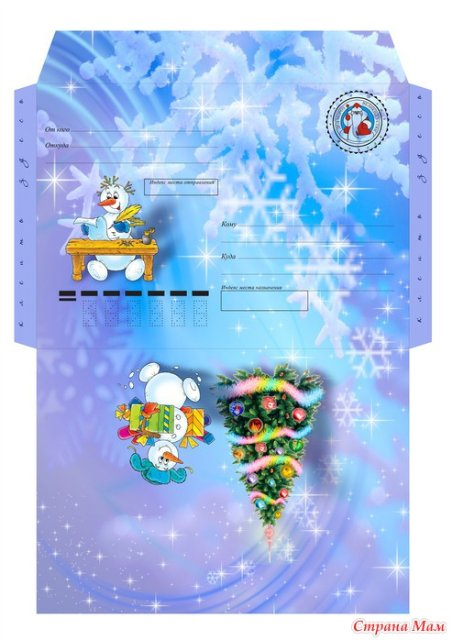 От кого
Откуда
Индекс места отправления
Кому
Куда
Индекс места назначения
клеить здесь
клеить здесь
Страна Мам